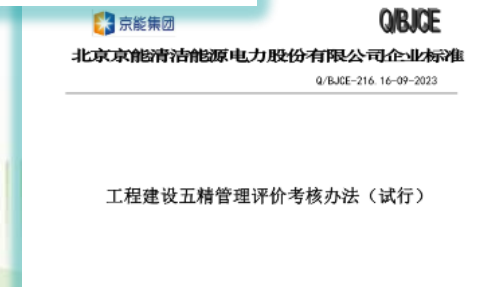 京能集团
Q/BJCE
北京京能清洁能源电力股份有限公司企业标准
Q/BJCE-216.16-09-2023
工程建设五精管理评价考核办法（试行）